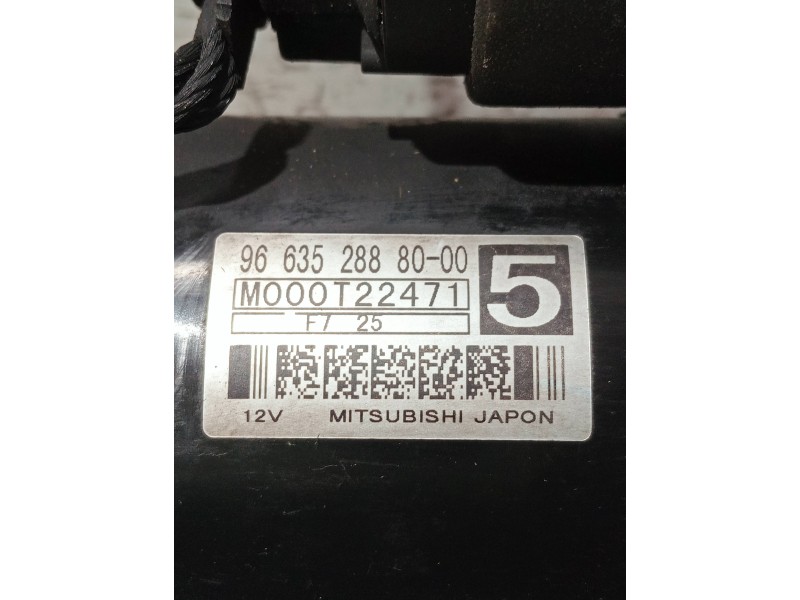 96 635 288 80-00
5
M000T22471
F7 25
12V MITSUBISHI JAPON